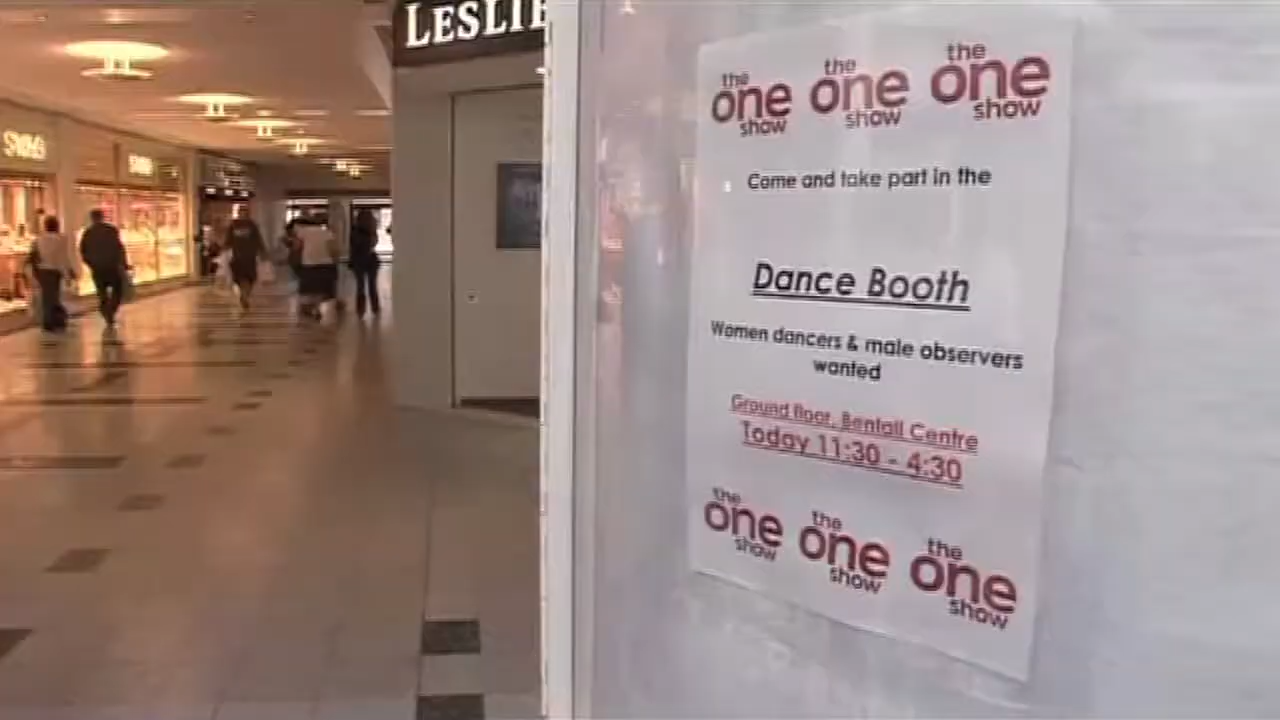 LESLIE
the one show the one show the one show
Come and take part in the
Dance Booth
Women dancers & male observers
wanted
Ground floor, Bentall Centre
Today 11:30 - 4:30
the one show the one show the one show